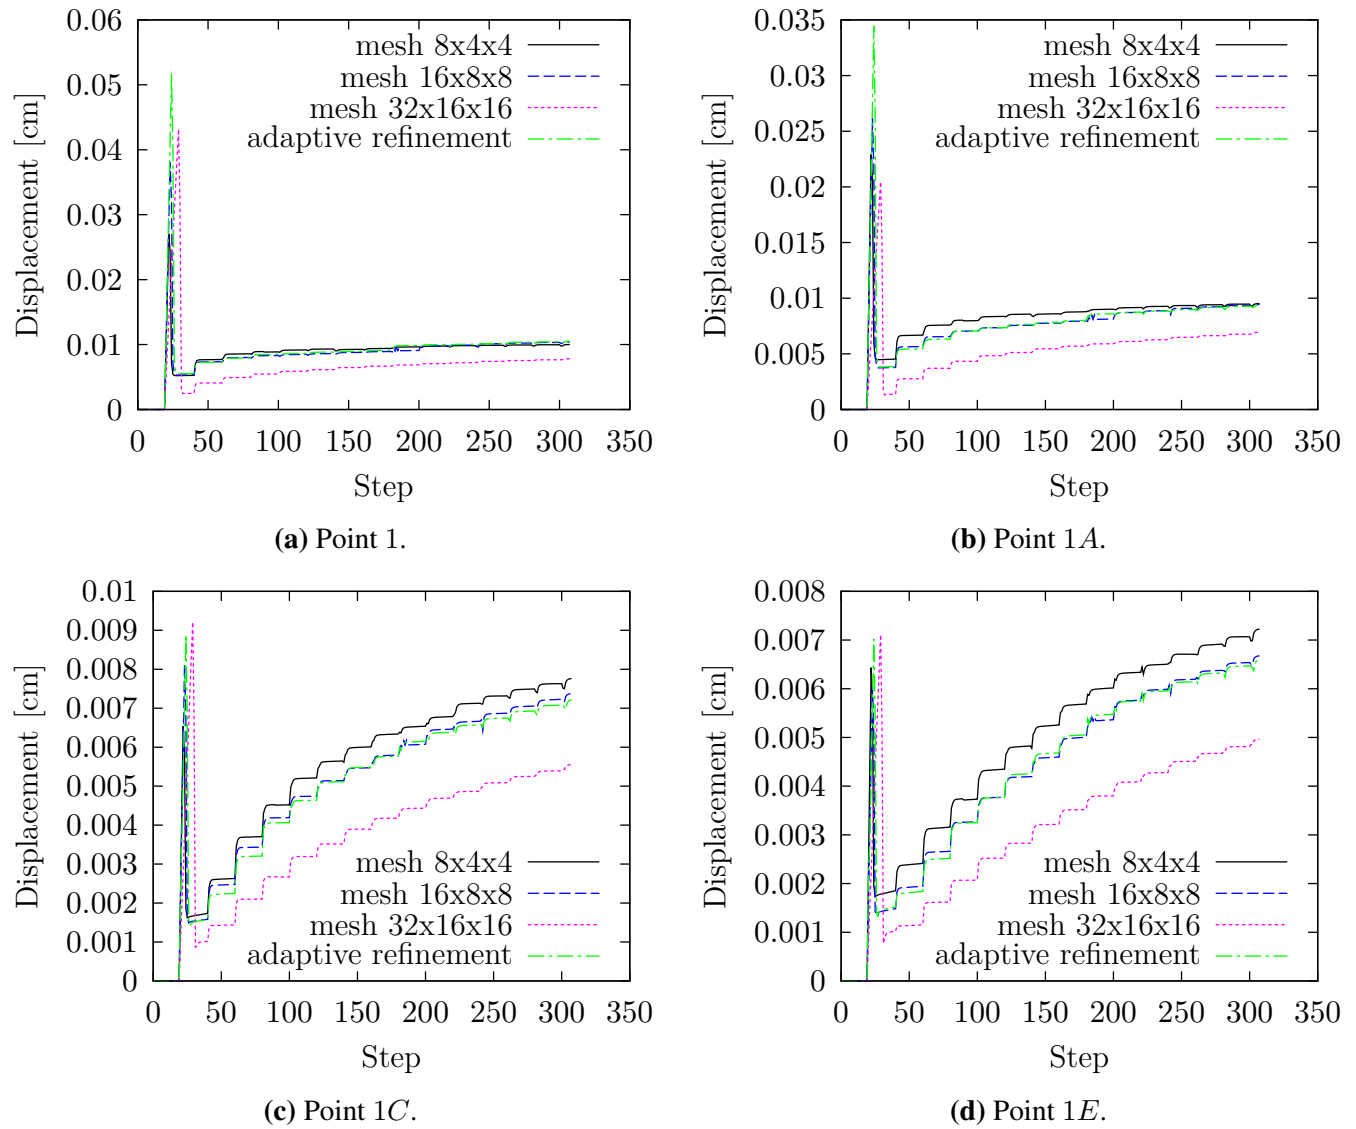 0.06
0.05
0.04
0.03
0.02
0.01
0
Displacement [cm]
mesh 8x4x4
mesh 16x8x8
mesh 32x16x16
adaptive refinement
0 50 100 150 200 250 300 350
Step
(a) Point 1.
0.035
0.03
0.025
0.02
0.015
0.01
0.005
0
Displacement [cm]
mesh 8x4x4
mesh 16x8x8
mesh 32x16x16
adaptive refinement
0 50 100 150 200 250 300 350
Step
(b) Point 1A.
0.01
0.009
0.008
0.007
0.006
0.005
0.004
0.003
0.002
0.001
0
Displacement [cm]
mesh 8x4x4
mesh 16x8x8
mesh 32x16x16
adaptive refinement
0 50 100 150 200 250 300 350
Step
(c) Point 1C.
0.008
0.007
0.006
0.005
0.004
0.003
0.002
0.001
0
Displacement [cm]
mesh 8x4x4
mesh 16x8x8
mesh 32x16x16
adaptive refinement
0 50 100 150 200 250 300 350
Step
(d) Point 1E.